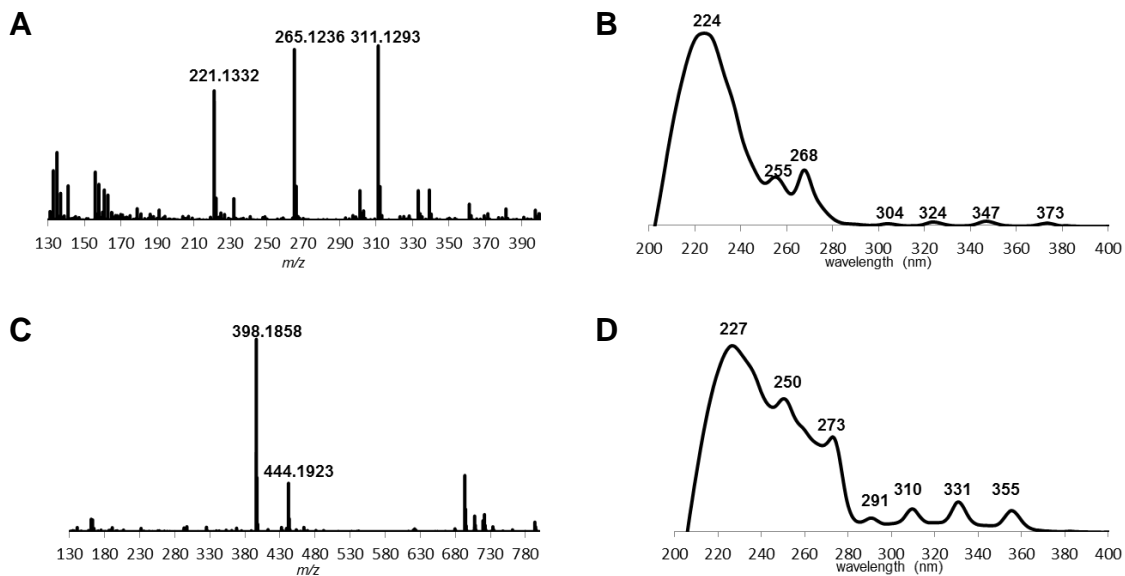 A
265.1236 311.1293
221.1332
130 150 170 190 210 230 250 270 290 310 330 350 370 390
m/z
B
224
268
255
304 324 347 373
200 220 240 260 280 300 320 340 360 380 400
wavelength (nm)
C
398.1858
444.1923
130 180 230 280 330 380 430 480 530 580 630 680 730 780
m/z
D
227
250
273
291 310 331 355
200 220 240 260 280 300 320 340 360 380 400
wavelength (nm)